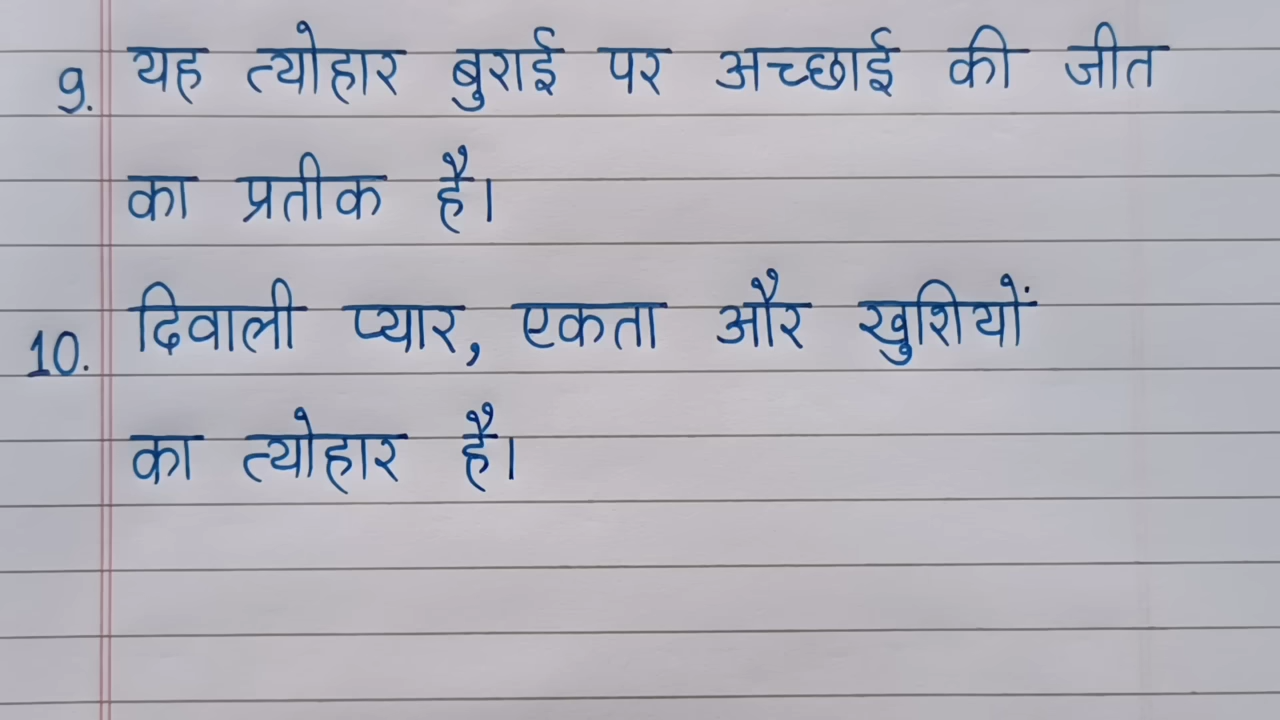 9. यह त्योहार बुराई पर अच्छाई की जीत
का प्रतीक है।
10. दिवाली प्यार, एकता और खुशियों
का त्योहार है।